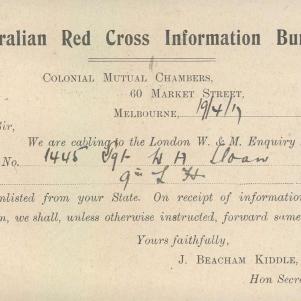 ralian Red Cross Information Bu
Colonial Mutual Chambers,
60 Market Street,
Melbourne, 19/4/17
Sir,
We are cabling to the London W. & M. Enquiry
No. 1445 Sgt W A Sloan
9th L H
nlisted from your State. On receipt of information
n, we shall, unless otherwise instructed, forward same
Yours faithfully,
J. BEACHAM KIDDLE,
Hon Secre